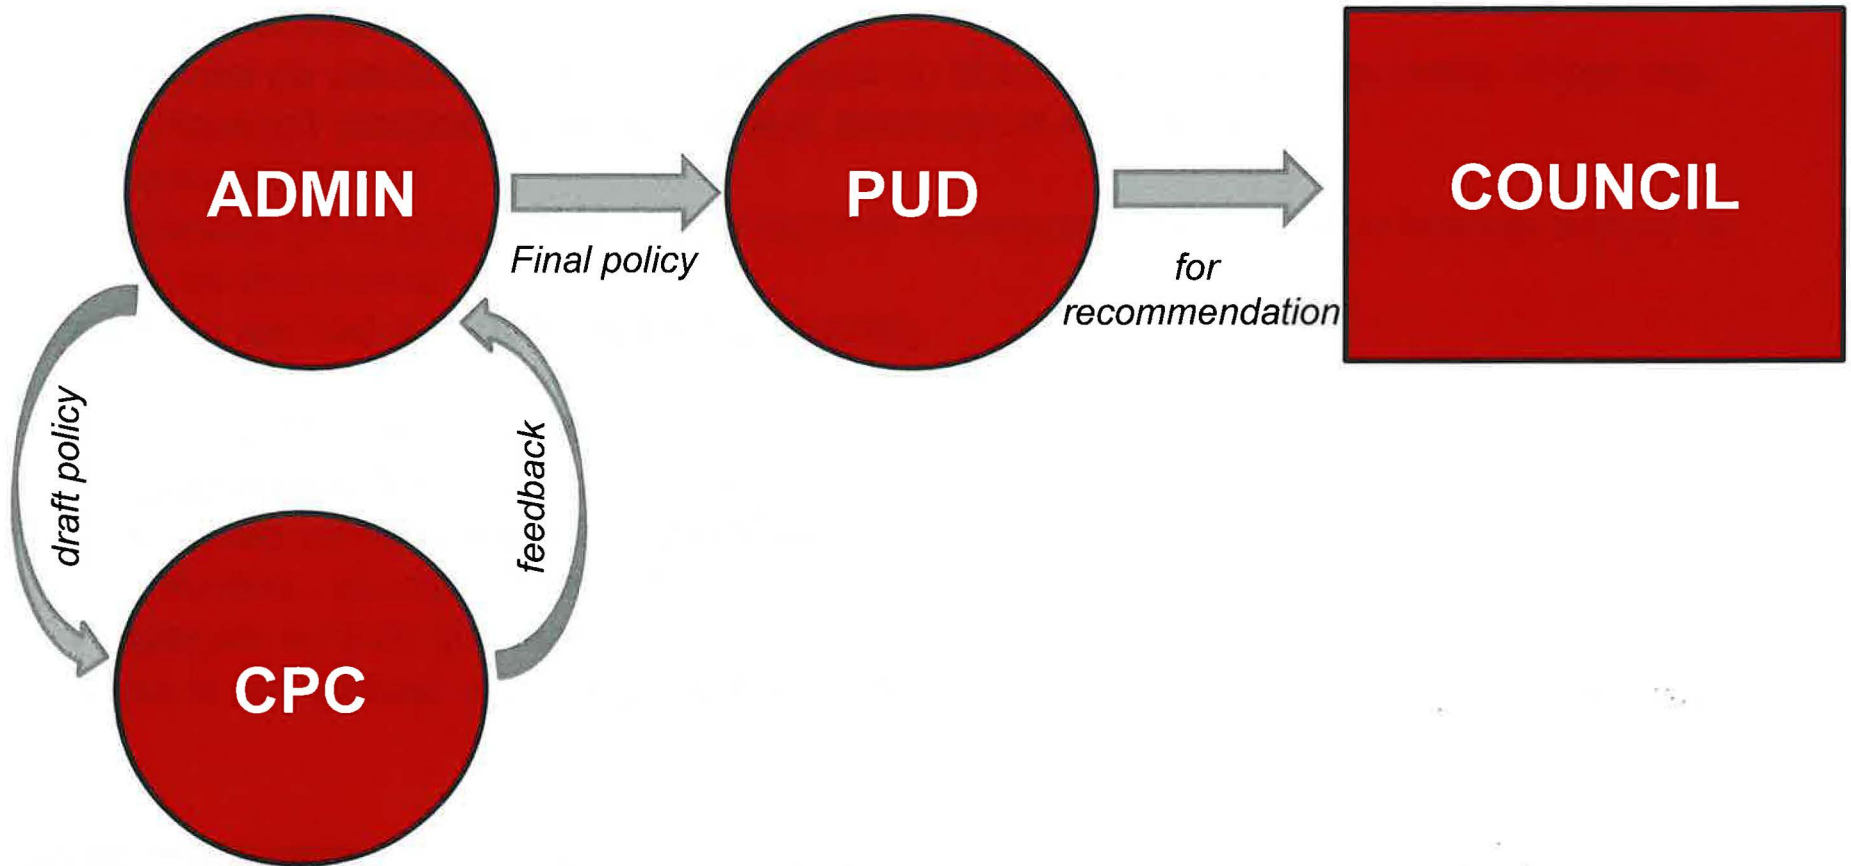 ADMIN
Final policy
PUD
for
recommendation
COUNCIL
draft policy
feedback
CPC